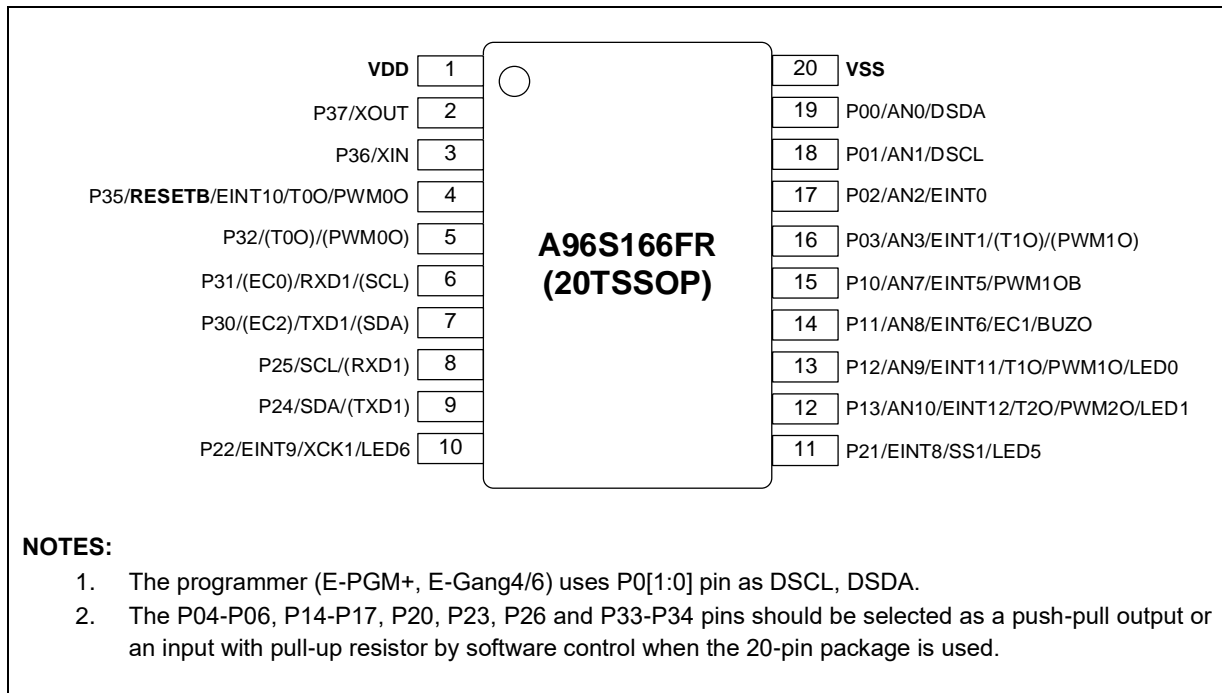 VDD 1 20 VSS
P37/XOUT 2 19 P00/AN0/DSDA
P36/XIN 3 18 P01/AN1/DSCL
P35/RESETB/EINT10/T0O/PWM0O 4 17 P02/AN2/EINT0
P32/(T0O)/(PWM0O) 5 16 P03/AN3/EINT1/(T1O)/(PWM1O)
P31/(EC0)/RXD1/(SCL) 6 15 P10/AN7/EINT5/PWM1OB
P30/(EC2)/TXD1/(SDA) 7 14 P11/AN8/EINT6/EC1/BUZO
P25/SCL/(RXD1) 8 13 P12/AN9/EINT11/T1O/PWM1O/LED0
P24/SDA/(TXD1) 9 12 P13/AN10/EINT12/T2O/PWM2O/LED1
P22/EINT9/XCK1/LED6 10 11 P21/EINT8/SS1/LED5
A96S166FR
(20TSSOP)
NOTES:
1. The programmer (E-PGM+, E-Gang4/6) uses P0[1:0] pin as DSCL, DSDA.
2. The P04-P06, P14-P17, P20, P23, P26 and P33-P34 pins should be selected as a push-pull output or
an input with pull-up resistor by software control when the 20-pin package is used.